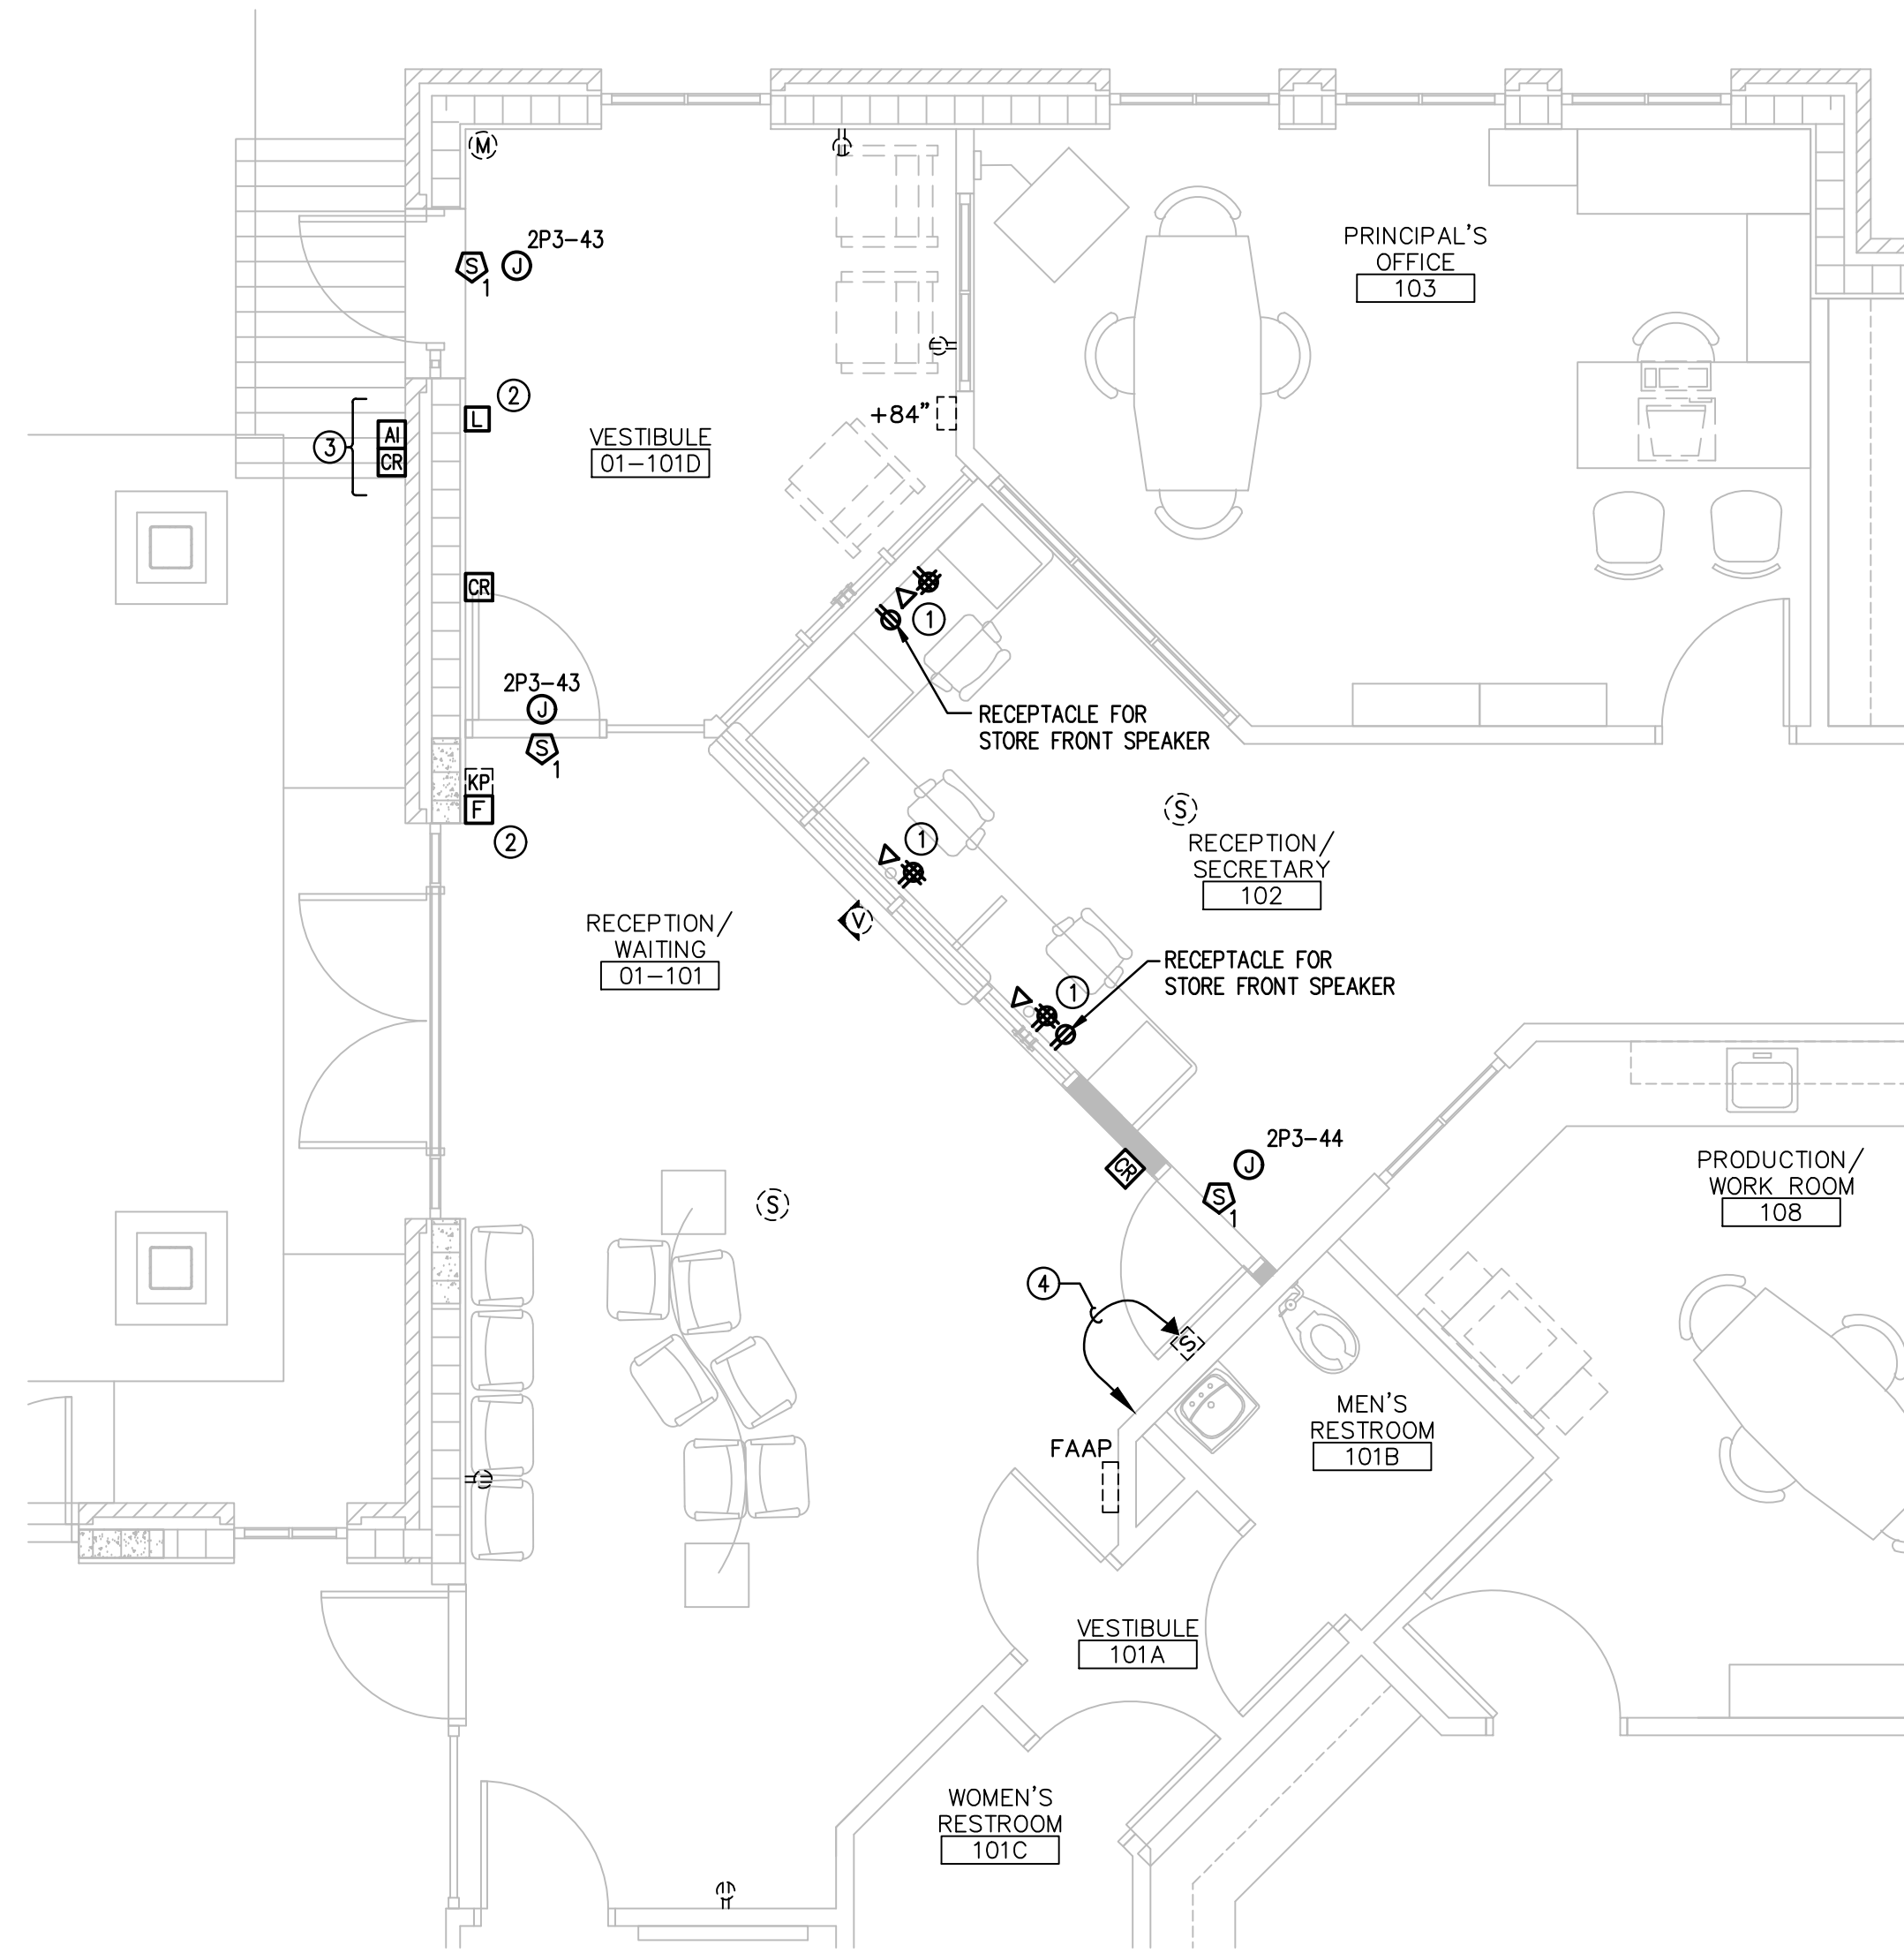 M
2P3-43
S
J
1
PRINCIPAL'S
OFFICE
103
2
L
+84"
3
AI
CR
VESTIBULE
01-101D
CR
1
2P3-43
J
S
1
RECEPTACLE FOR
STORE FRONT SPEAKER
KP
F
2
S
1
RECEPTION/
SECRETARY
102
V
RECEPTION/
WAITING
01-101
RECEPTACLE FOR
STORE FRONT SPEAKER
1
2P3-44
J
CR
S
1
S
PRODUCTION/
WORK ROOM
108
4
S
MEN'S
RESTROOM
101B
FAAP
VESTIBULE
101A
WOMEN'S
RESTROOM
101C